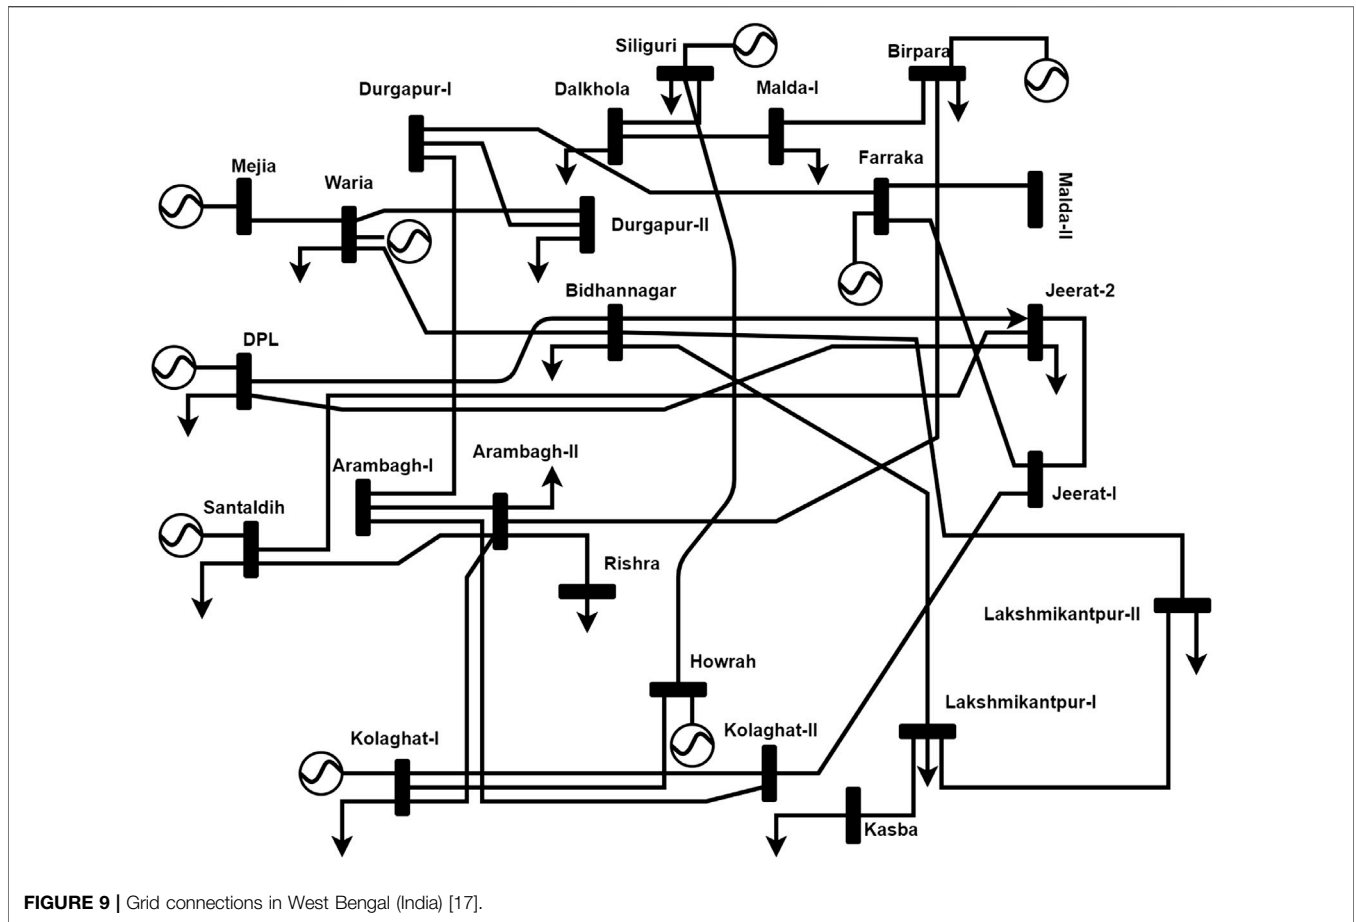 Siliguri
Birpara
Durgapur-I
Dalkhola
Malda-I
Farraka
Mejia
Waria
Malda-II
Durgapur-II
Bidhannagar
Jeerat-2
DPL
Arambagh-II
Arambagh-I
Jeerat-I
Santaldih
Rishra
Lakshmikantpur-II
Howrah
Lakshmikantpur-I
Kolaghat-I
Kolaghat-II
Kasba
FIGURE 9 | Grid connections in West Bengal (India) [17].